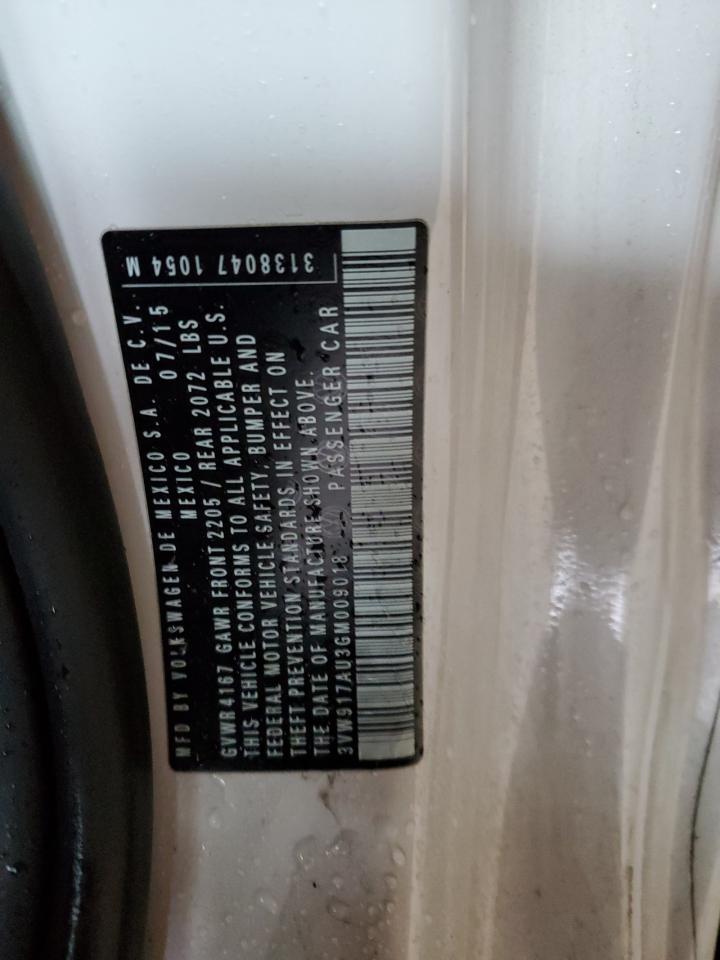 MFD BY VOLKSWAGEN DE MEXICO S.A. DE C.V.
MEXICO 07/15
GVWR 4167 GAWR FRONT 2205 / REAR 2072 LBS
THIS VEHICLE CONFORMS TO ALL APPLICABLE U.S.
FEDERAL MOTOR VEHICLE SAFETY, BUMPER AND
THEFT PREVENTION STANDARDS IN EFFECT ON
THE DATE OF MANUFACTURE SHOWN ABOVE.
3VW917AU3GM009018 PASSENGER CAR
3138047 1054 M